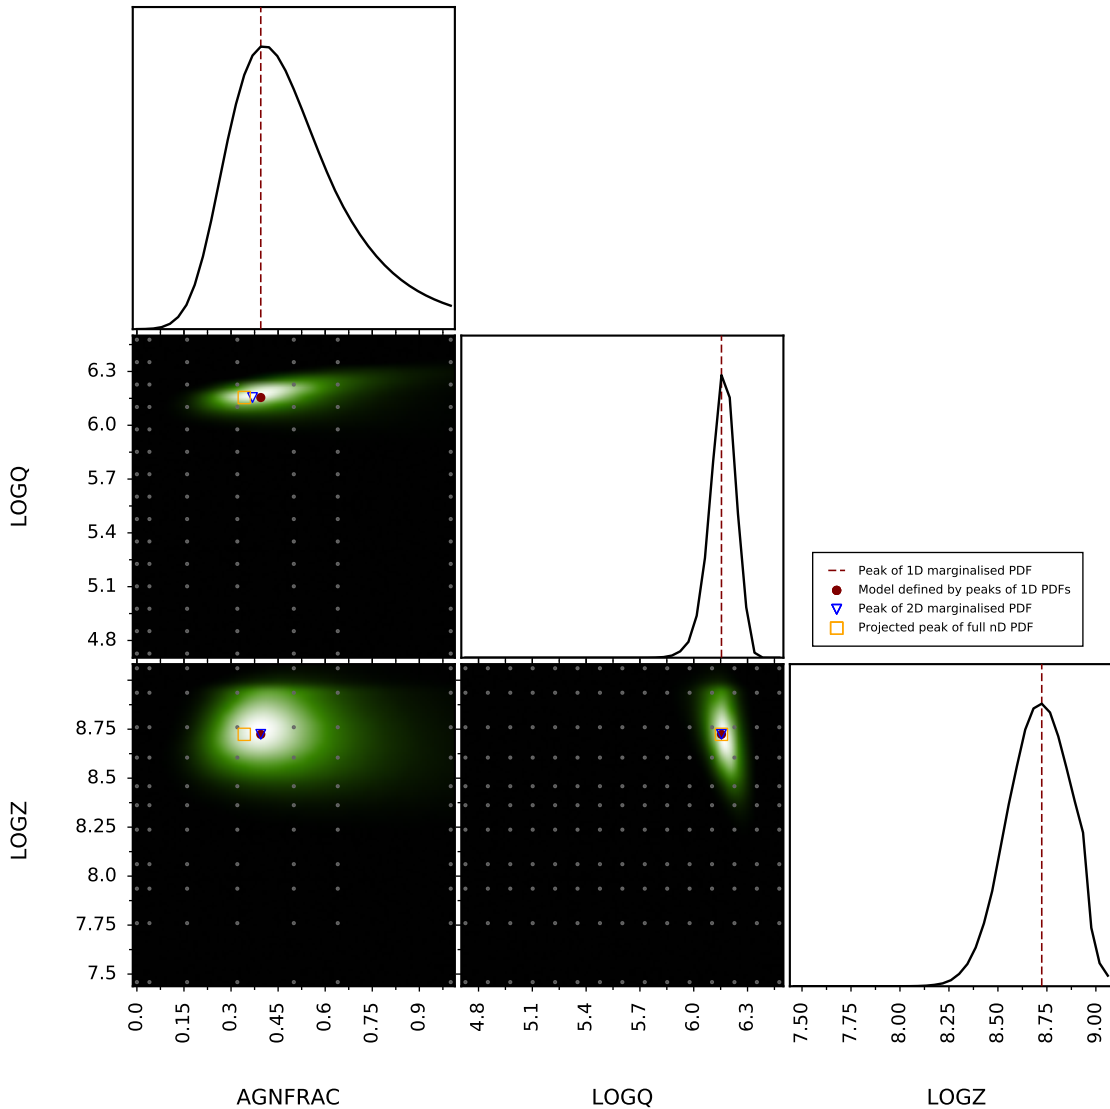 6.3
6.0
5.7
5.4
5.1
4.8
LOGQ
Peak of 1D marginalised PDF
Model defined by peaks of 1D PDFs
Peak of 2D marginalised PDF
Projected peak of full nD PDF
8.75
8.5
8.25
8.0
7.75
7.5
LOGZ
0.0 0.15 0.3 0.45 0.6 0.75 0.9
4.8 5.1 5.4 5.7 6.0 6.3
7.50 7.75 8.00 8.25 8.50 8.75 9.00
AGNFRAC LOGQ LOGZ